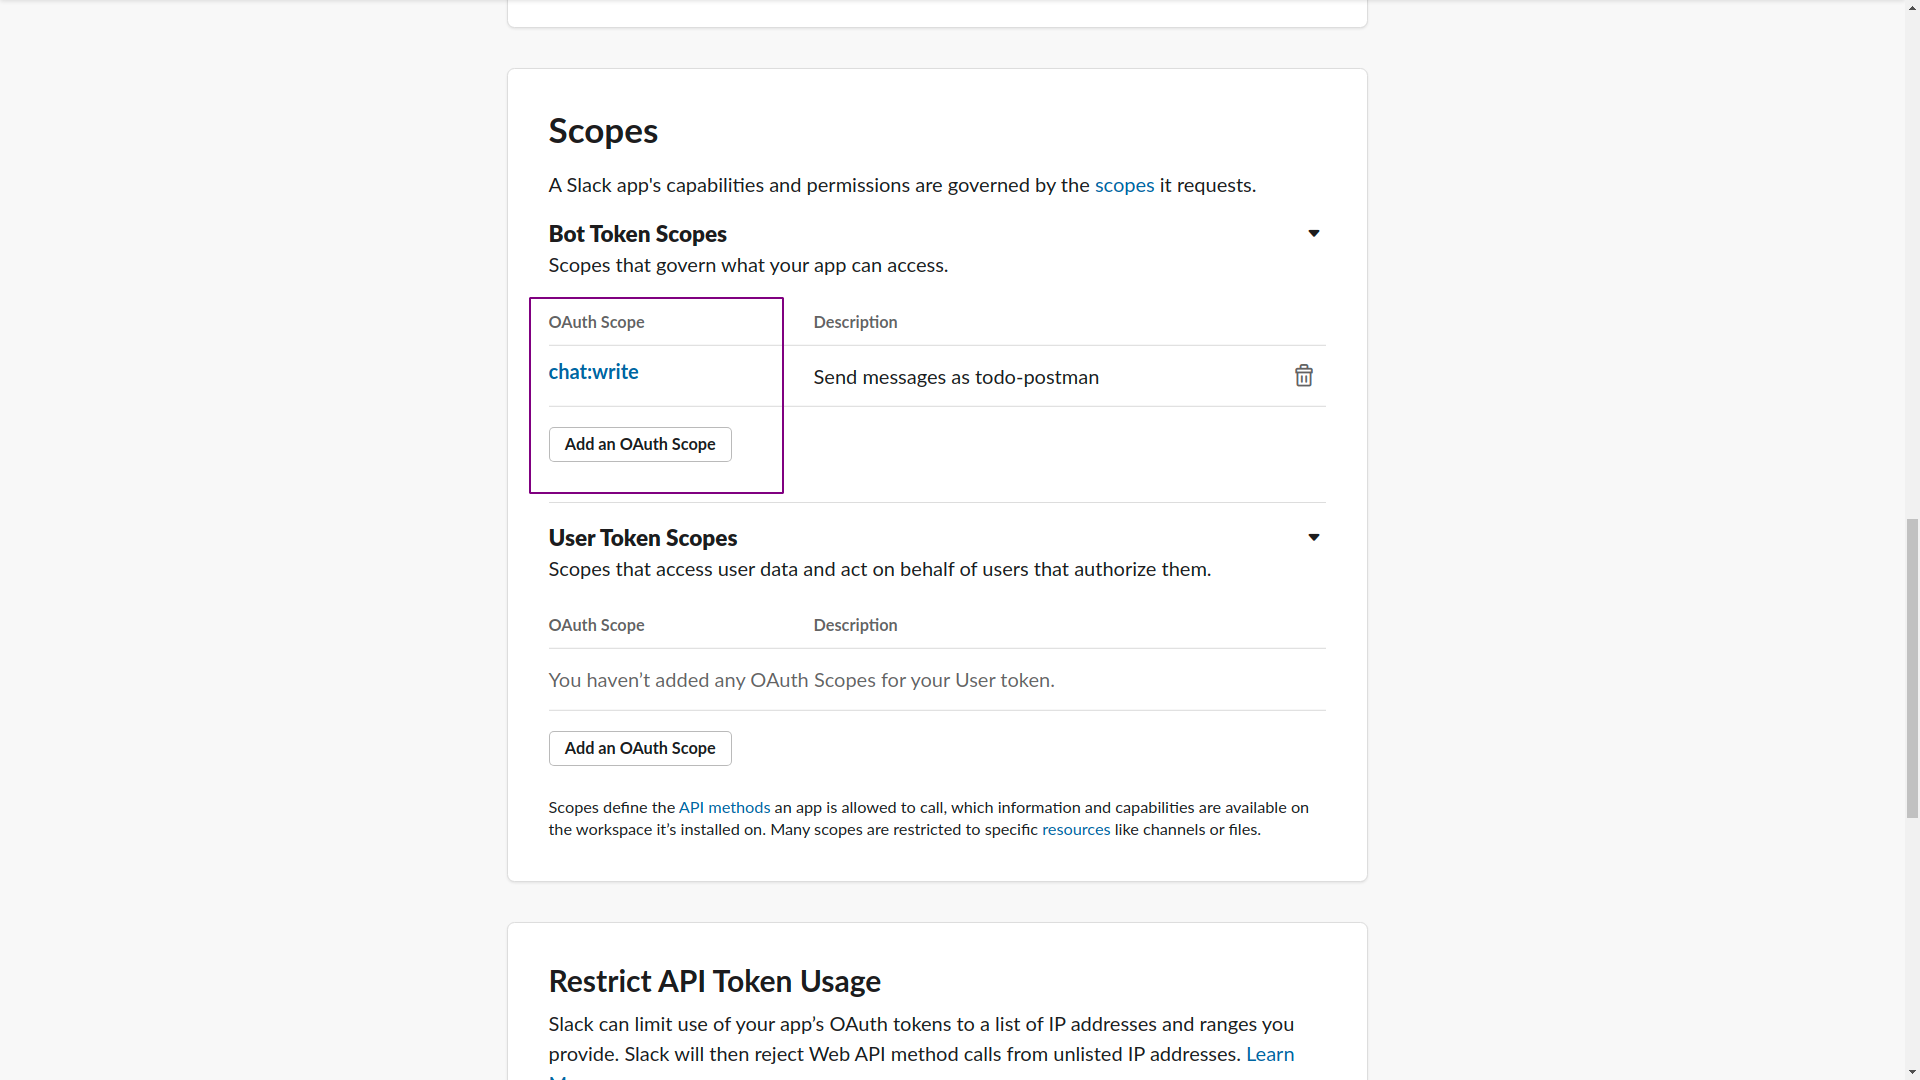 Scopes
A Slack app's capabilities and permissions are governed by the scopes it requests.
Bot Token Scopes
Scopes that govern what your app can access.
OAuth Scope Description
chat:write Send messages as todo-postman
Add an OAuth Scope
User Token Scopes
Scopes that access user data and act on behalf of users that authorize them.
OAuth Scope Description
You haven’t added any OAuth Scopes for your User token.
Add an OAuth Scope
Scopes define the API methods an app is allowed to call, which information and capabilities are available on
the workspace it’s installed on. Many scopes are restricted to specific resources like channels or files.
Restrict API Token Usage
Slack can limit use of your app’s OAuth tokens to a list of IP addresses and ranges you
provide. Slack will then reject Web API method calls from unlisted IP addresses. Learn